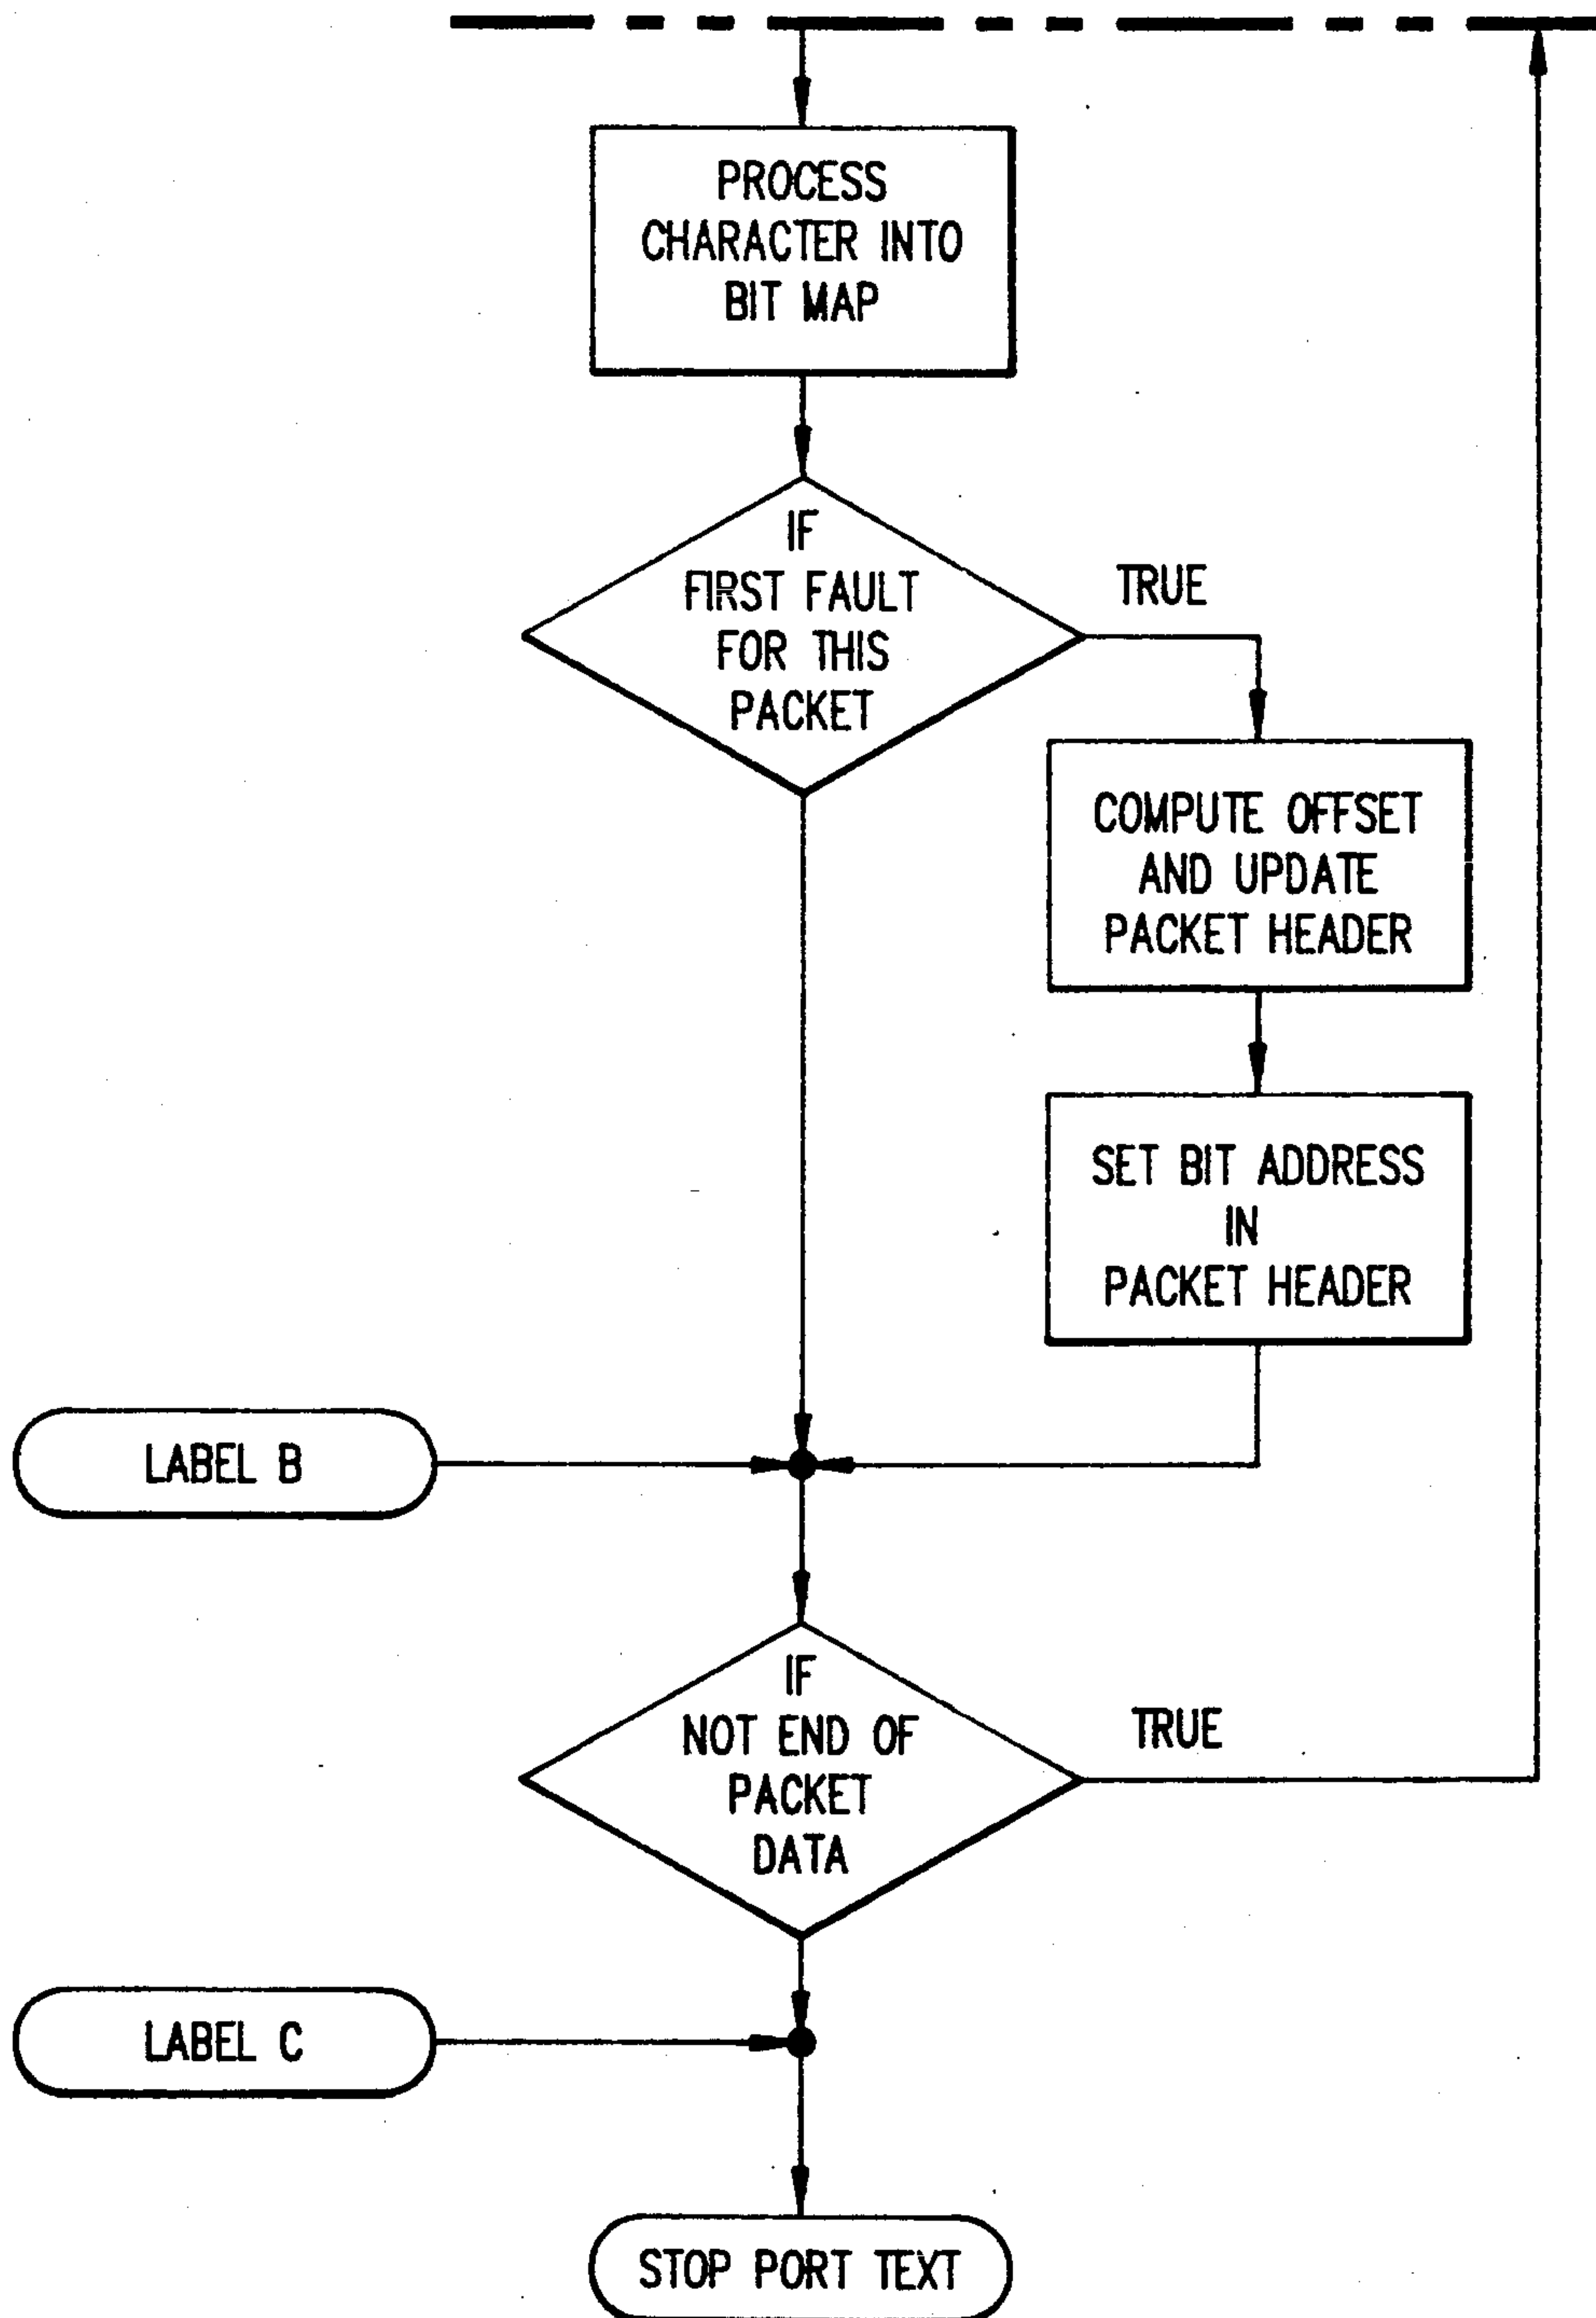 PROCESS
CHARACTER INTO
BIT MAP
IF
FIRST FAULT
FOR THIS
PACKET
TRUE
COMPUTE OFFSET
AND UPDATE
PACKET HEADER
SET BIT ADDRESS
IN
PACKET HEADER
LABEL B
IF
NOT END OF
PACKET
DATA
TRUE
LABEL C
STOP PORT TEXT